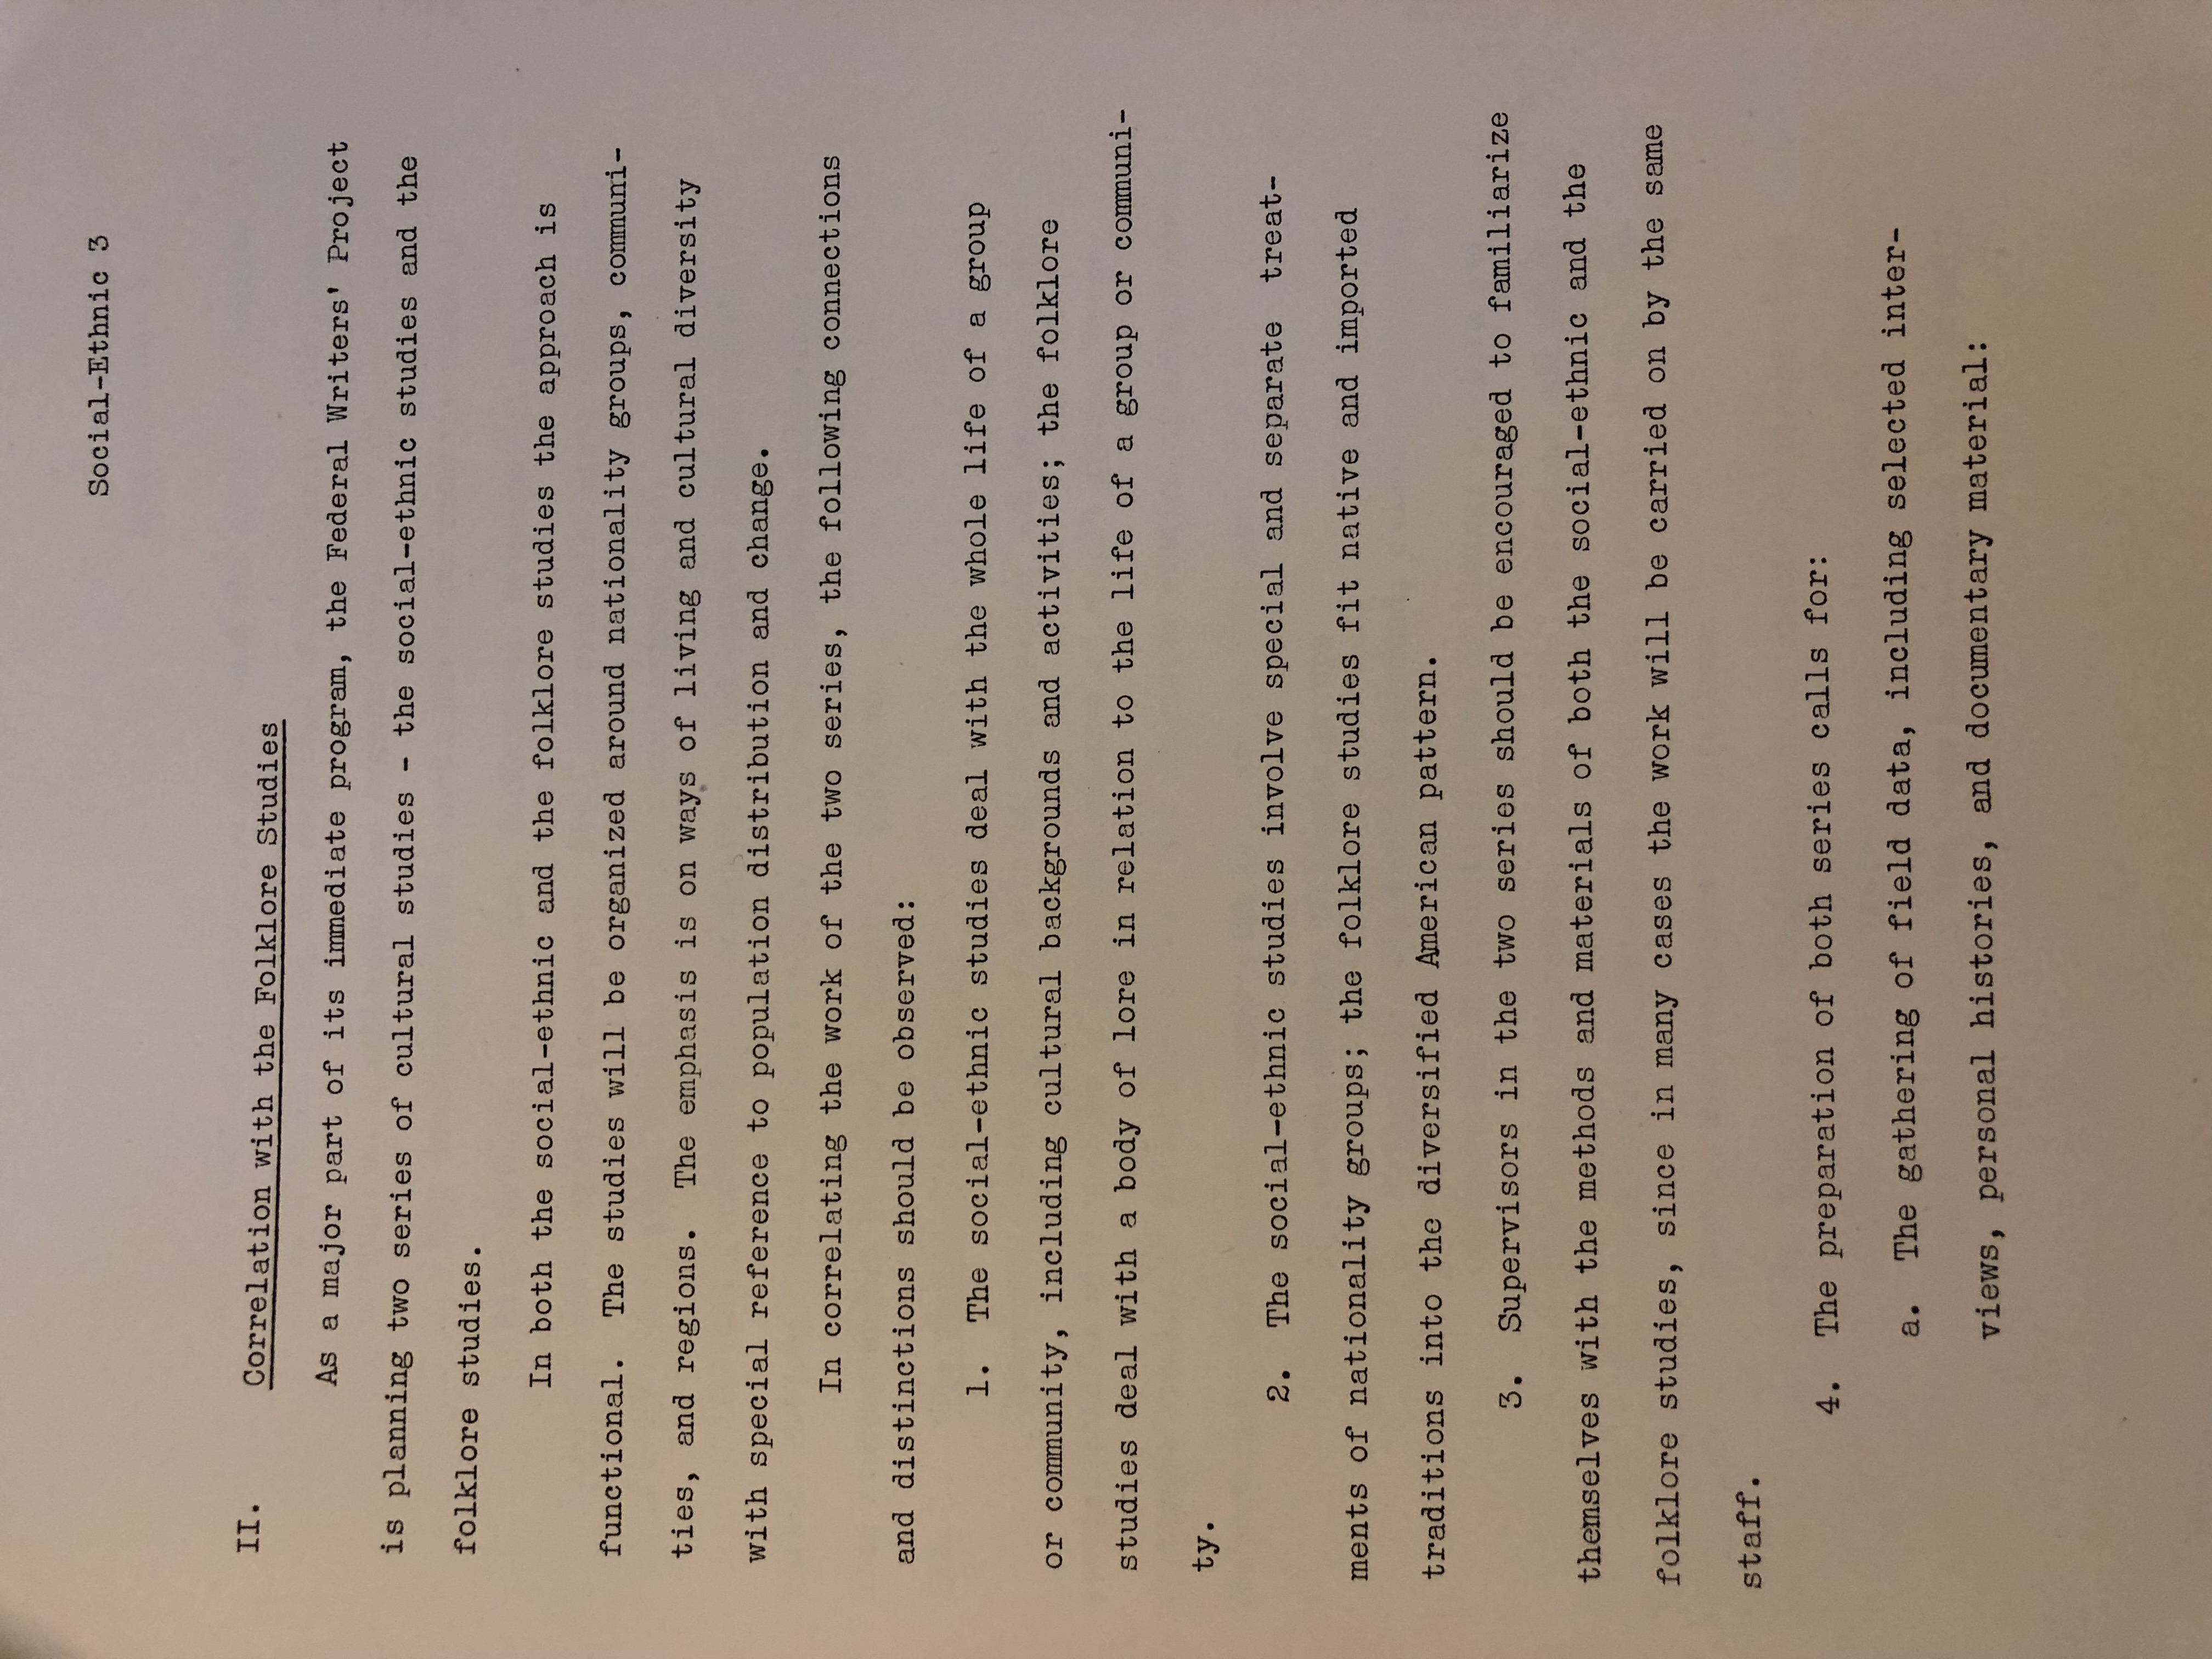 Social-Ethnic 3
II. Correlation with the Folklore Studies
As a major part of its immediate program, the Federal Writers' Project
is planning two series of cultural studies - the social-ethnic studies and the
folklore studies.
In both the social-ethnic and the folklore studies the approach is
functional. The studies will be organized around nationality groups, communi-
ties, and regions. The emphasis is on ways of living and cultural diversity
with special reference to population distribution and change.
In correlating the work of the two series, the following connections
and distinctions should be observed:
1. The social-ethnic studies deal with the whole life of a group
or community, including cultural backgrounds and activities; the folklore
studies deal with a body of lore in relation to the life of a group or communi-
ty.
2. The social-ethnic studies involve special and separate treat-
ments of nationality groups; the folklore studies fit native and imported
traditions into the diversified American pattern.
3. Supervisors in the two series should be encouraged to familiarize
themselves with the methods and materials of both the social-ethnic and the
folklore studies, since in many cases the work will be carried on by the same
staff.
4. The preparation of both series calls for:
a. The gathering of field data, including selected inter-
views, personal histories, and documentary material: